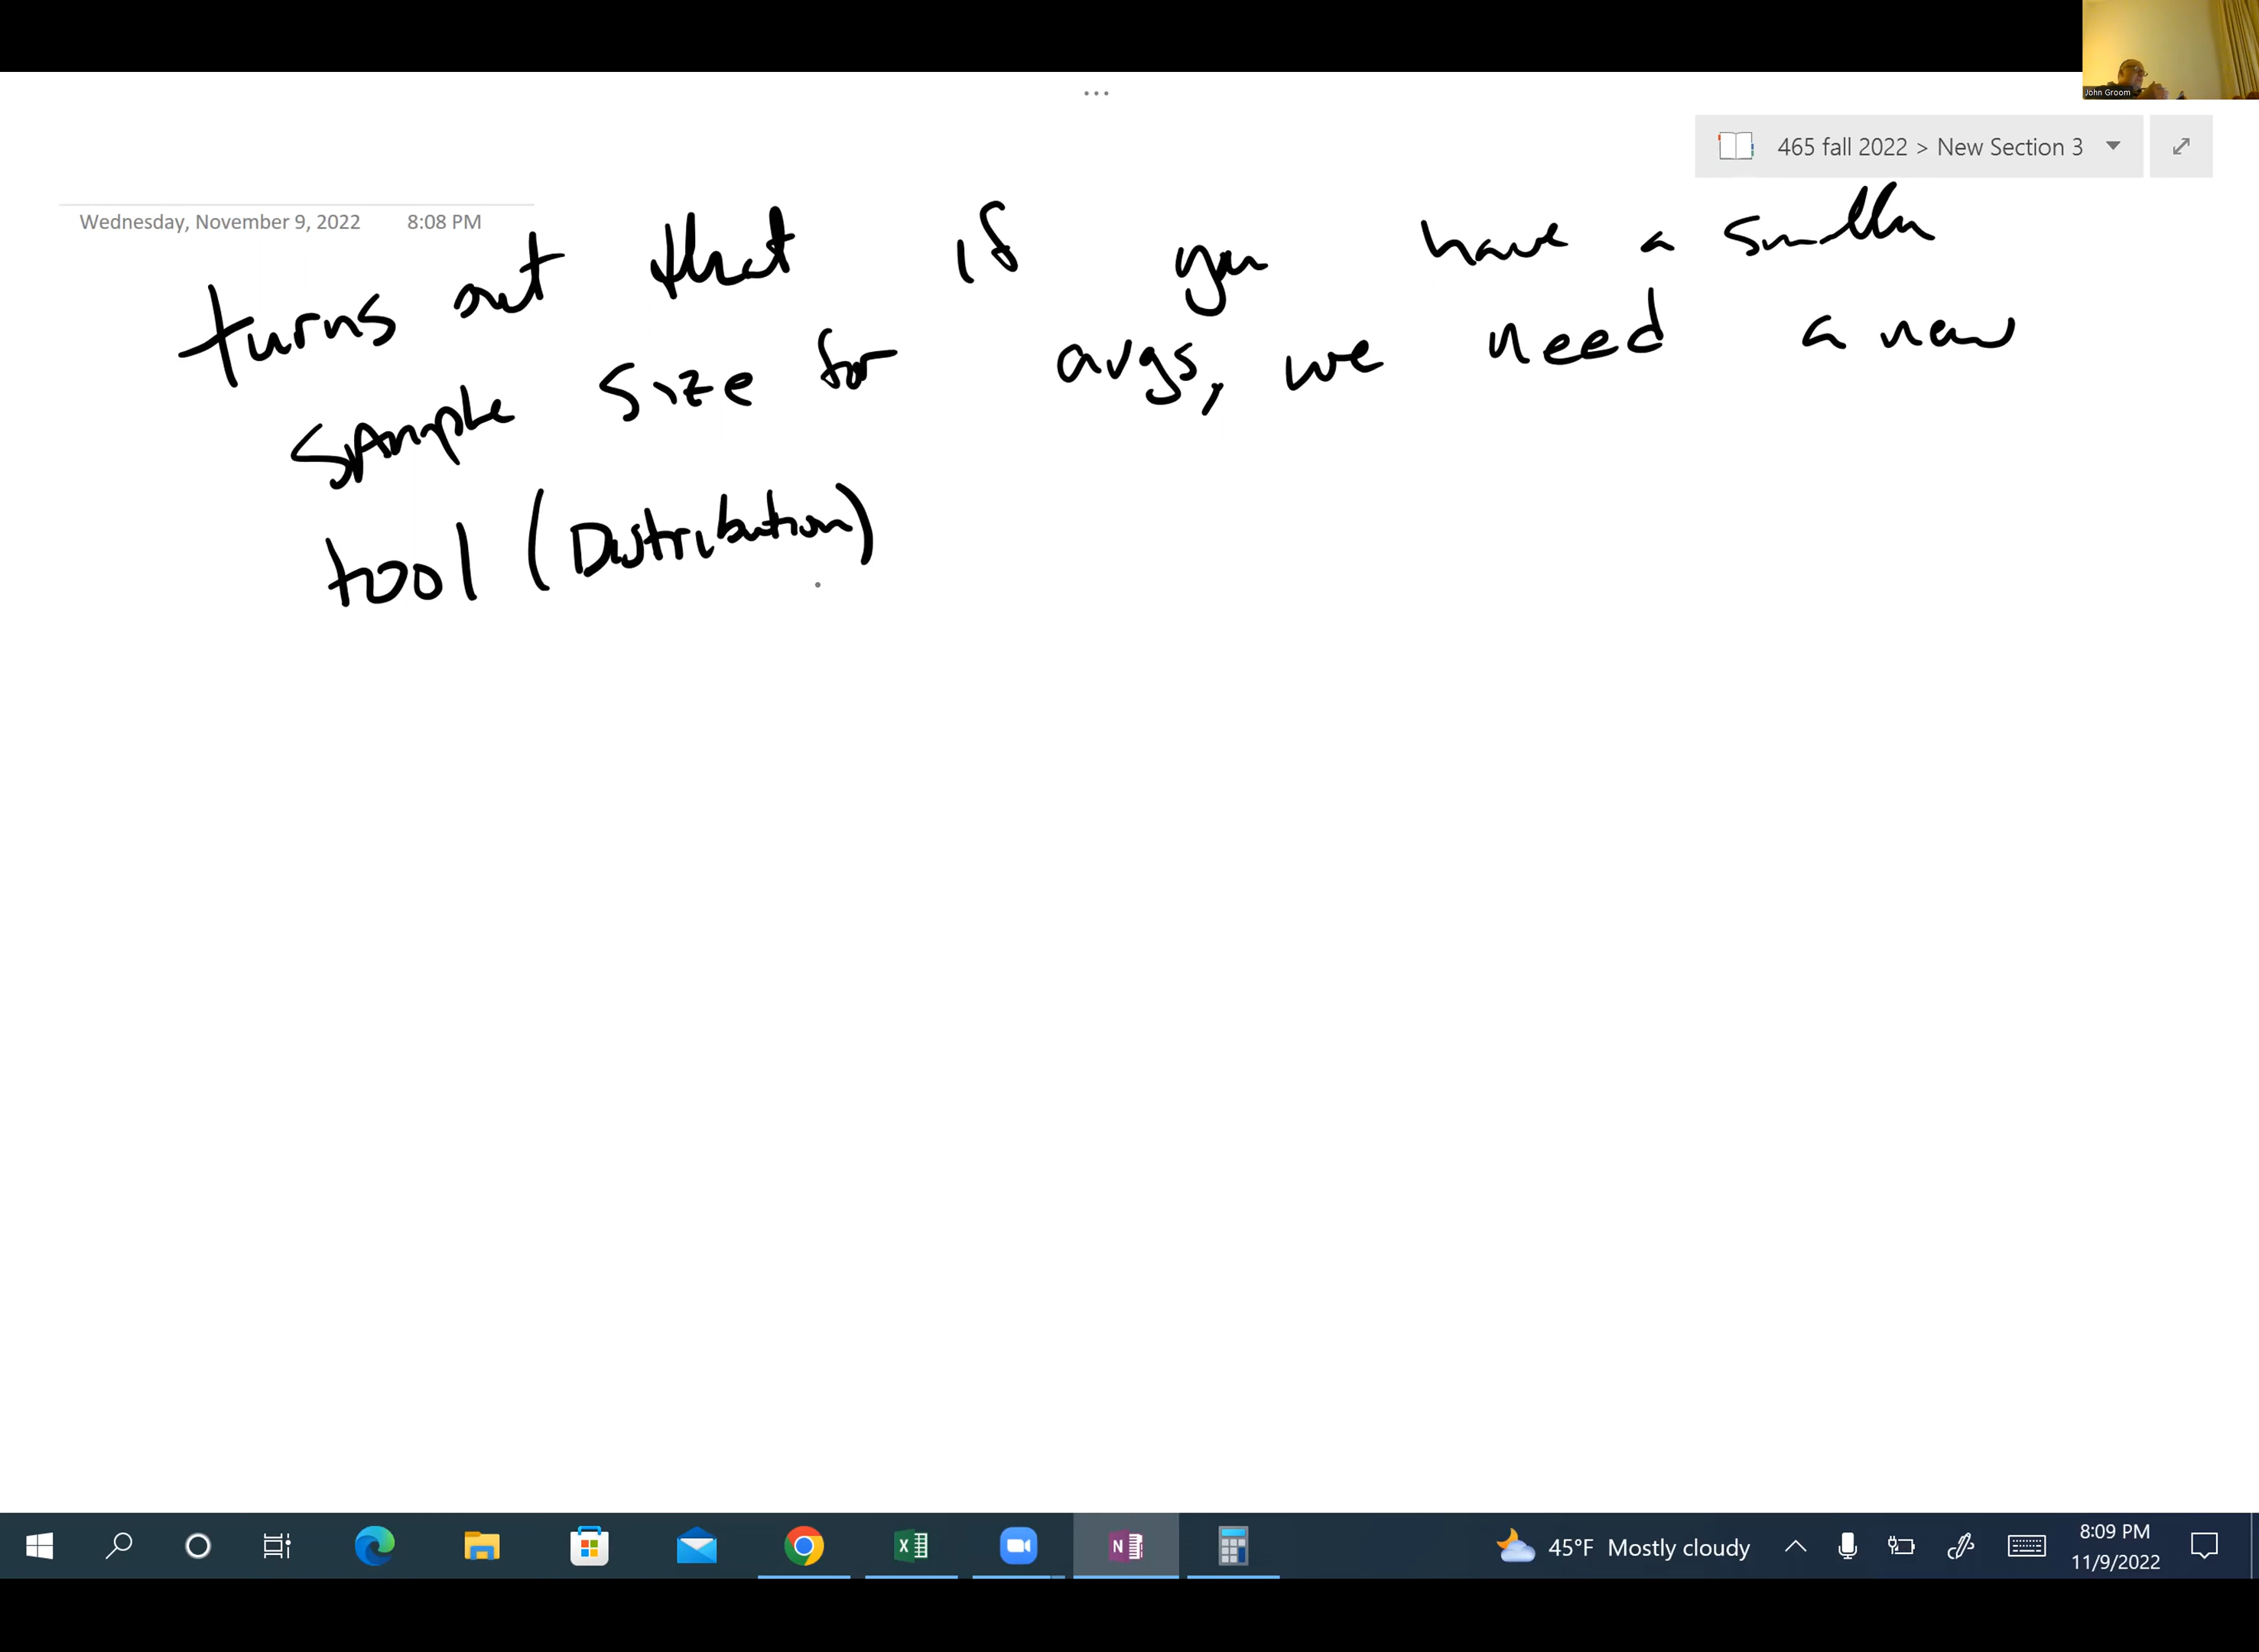 John Groom
...
465 fall 2022 > New Section 3
Wednesday, November 9, 2022 8:08 PM
turns out that if you have a smaller
sample size for avgs, we need a new
tool (Distribution)
45°F Mostly cloudy
8:09 PM
11/9/2022